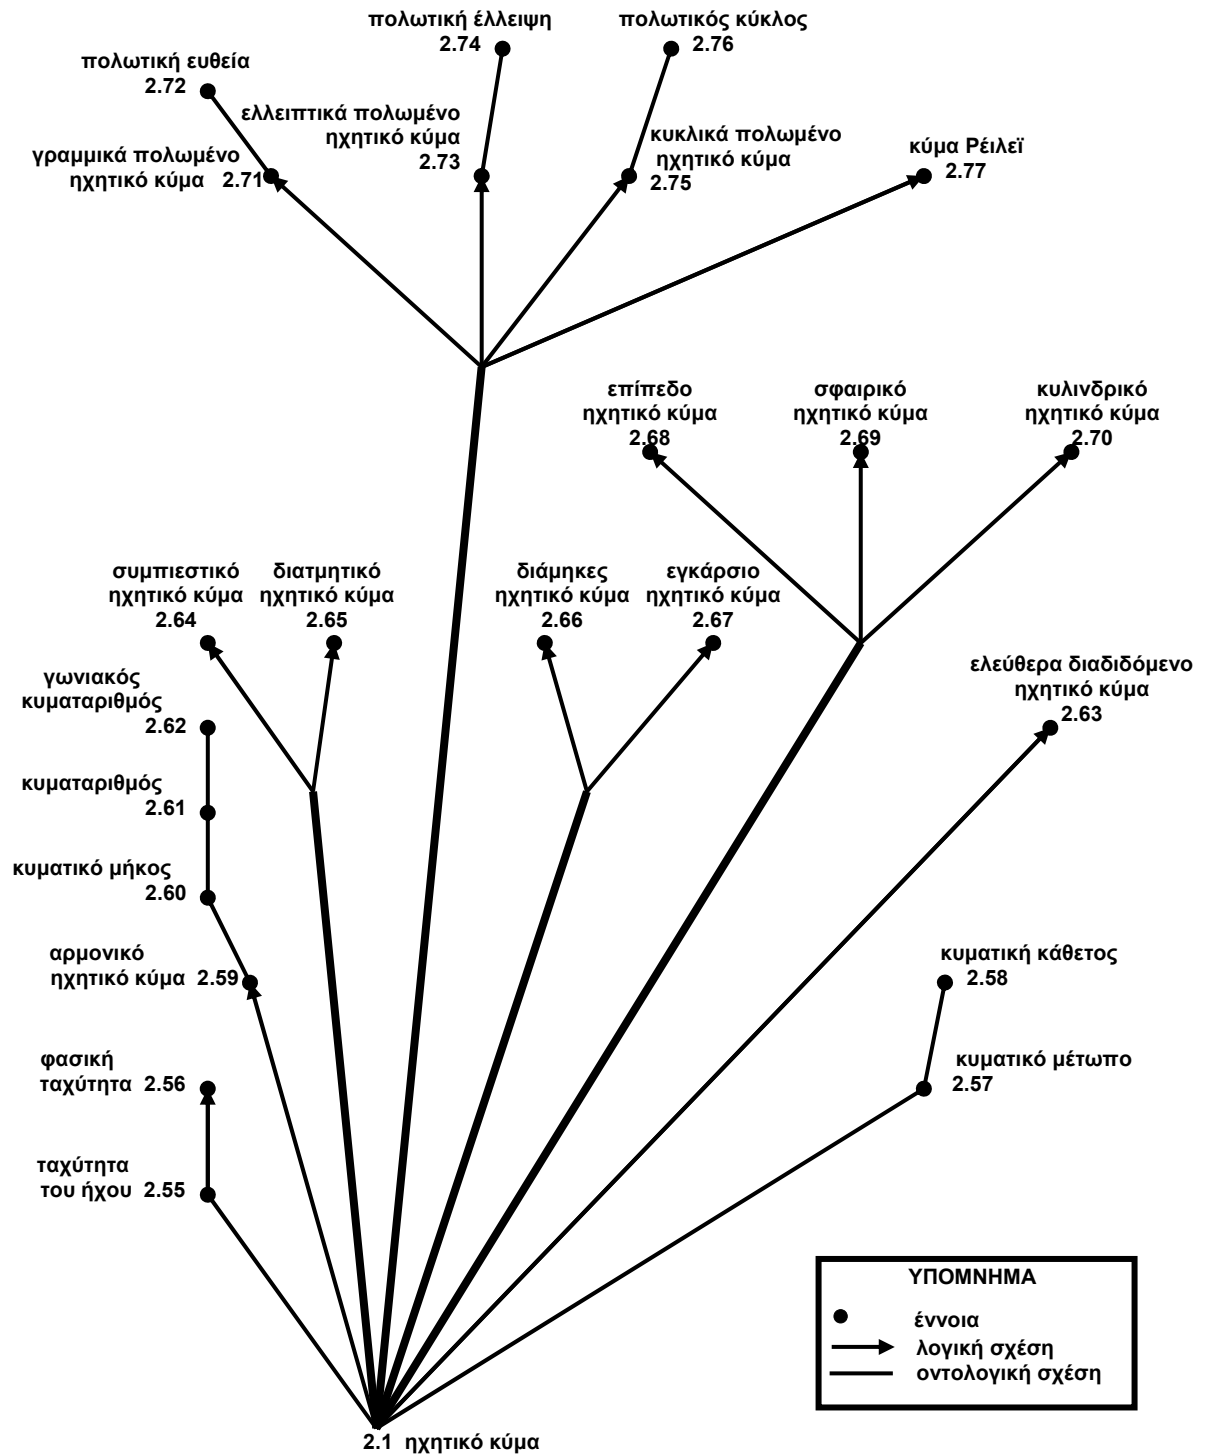 πολωτική έλλειψη
2.74
πολωτικός κύκλος
2.76
πολωτική ευθεία
2.72
ελλειπτικά πολωμένο
ηχητικό κύμα
2.73
κυκλικά πολωμένο
ηχητικό κύμα
2.75
κύμα Ρέιλεϊ
2.77
γραμμικά πολωμένο
ηχητικό κύμα 2.71
επίπεδο
ηχητικό κύμα
2.68
σφαιρικό
ηχητικό κύμα
2.69
κυλινδρικό
ηχητικό κύμα
2.70
συμπιεστικό
ηχητικό κύμα
2.64
διατμητικό
ηχητικό κύμα
2.65
διάμηκες
ηχητικό κύμα
2.66
εγκάρσιο
ηχητικό κύμα
2.67
γωνιακός
κυματαριθμός
2.62
ελεύθερα διαδιδόμενο
ηχητικό κύμα
2.63
κυματαριθμός
2.61
κυματικό μήκος
2.60
αρμονικό
ηχητικό κύμα 2.59
κυματική κάθετος
2.58
φασική
ταχύτητα 2.56
κυματικό μέτωπο
2.57
ταχύτητα
του ήχου 2.55
ΥΠΟΜΝΗΜΑ
έννοια
λογική σχέση
οντολογική σχέση
2.1 ηχητικό κύμα